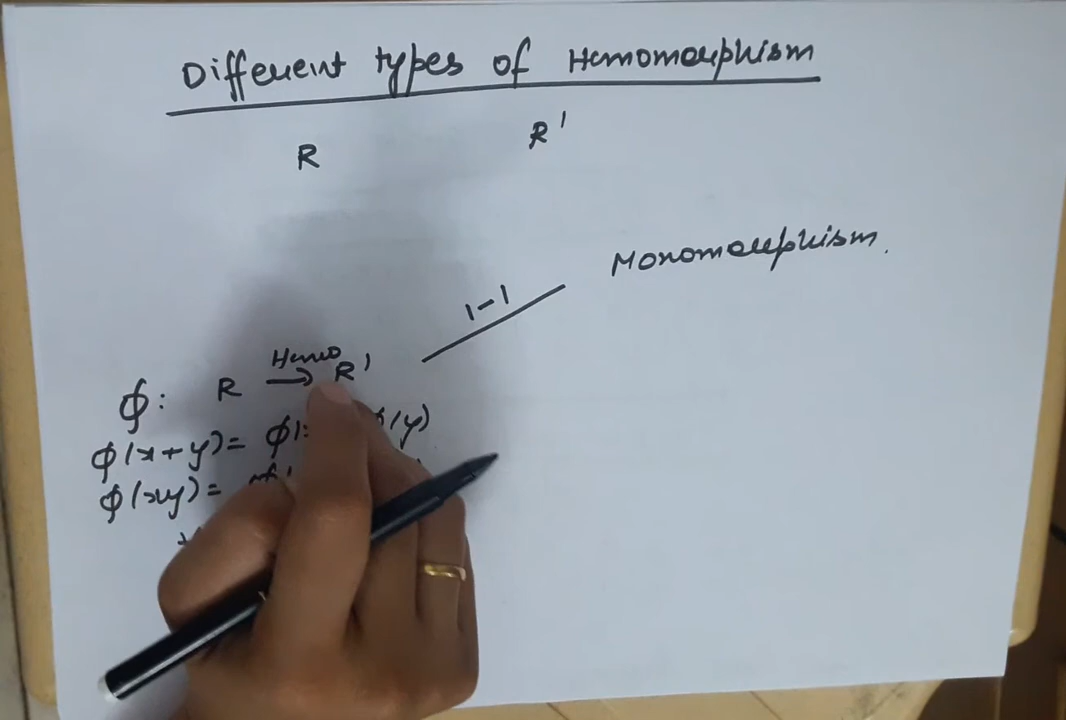 Different types of Homomorphism
R R'
Monomorphism.
1-1
Homo
ϕ: R → R'
ϕ(x+y)= ϕ(y)
ϕ(xy)=